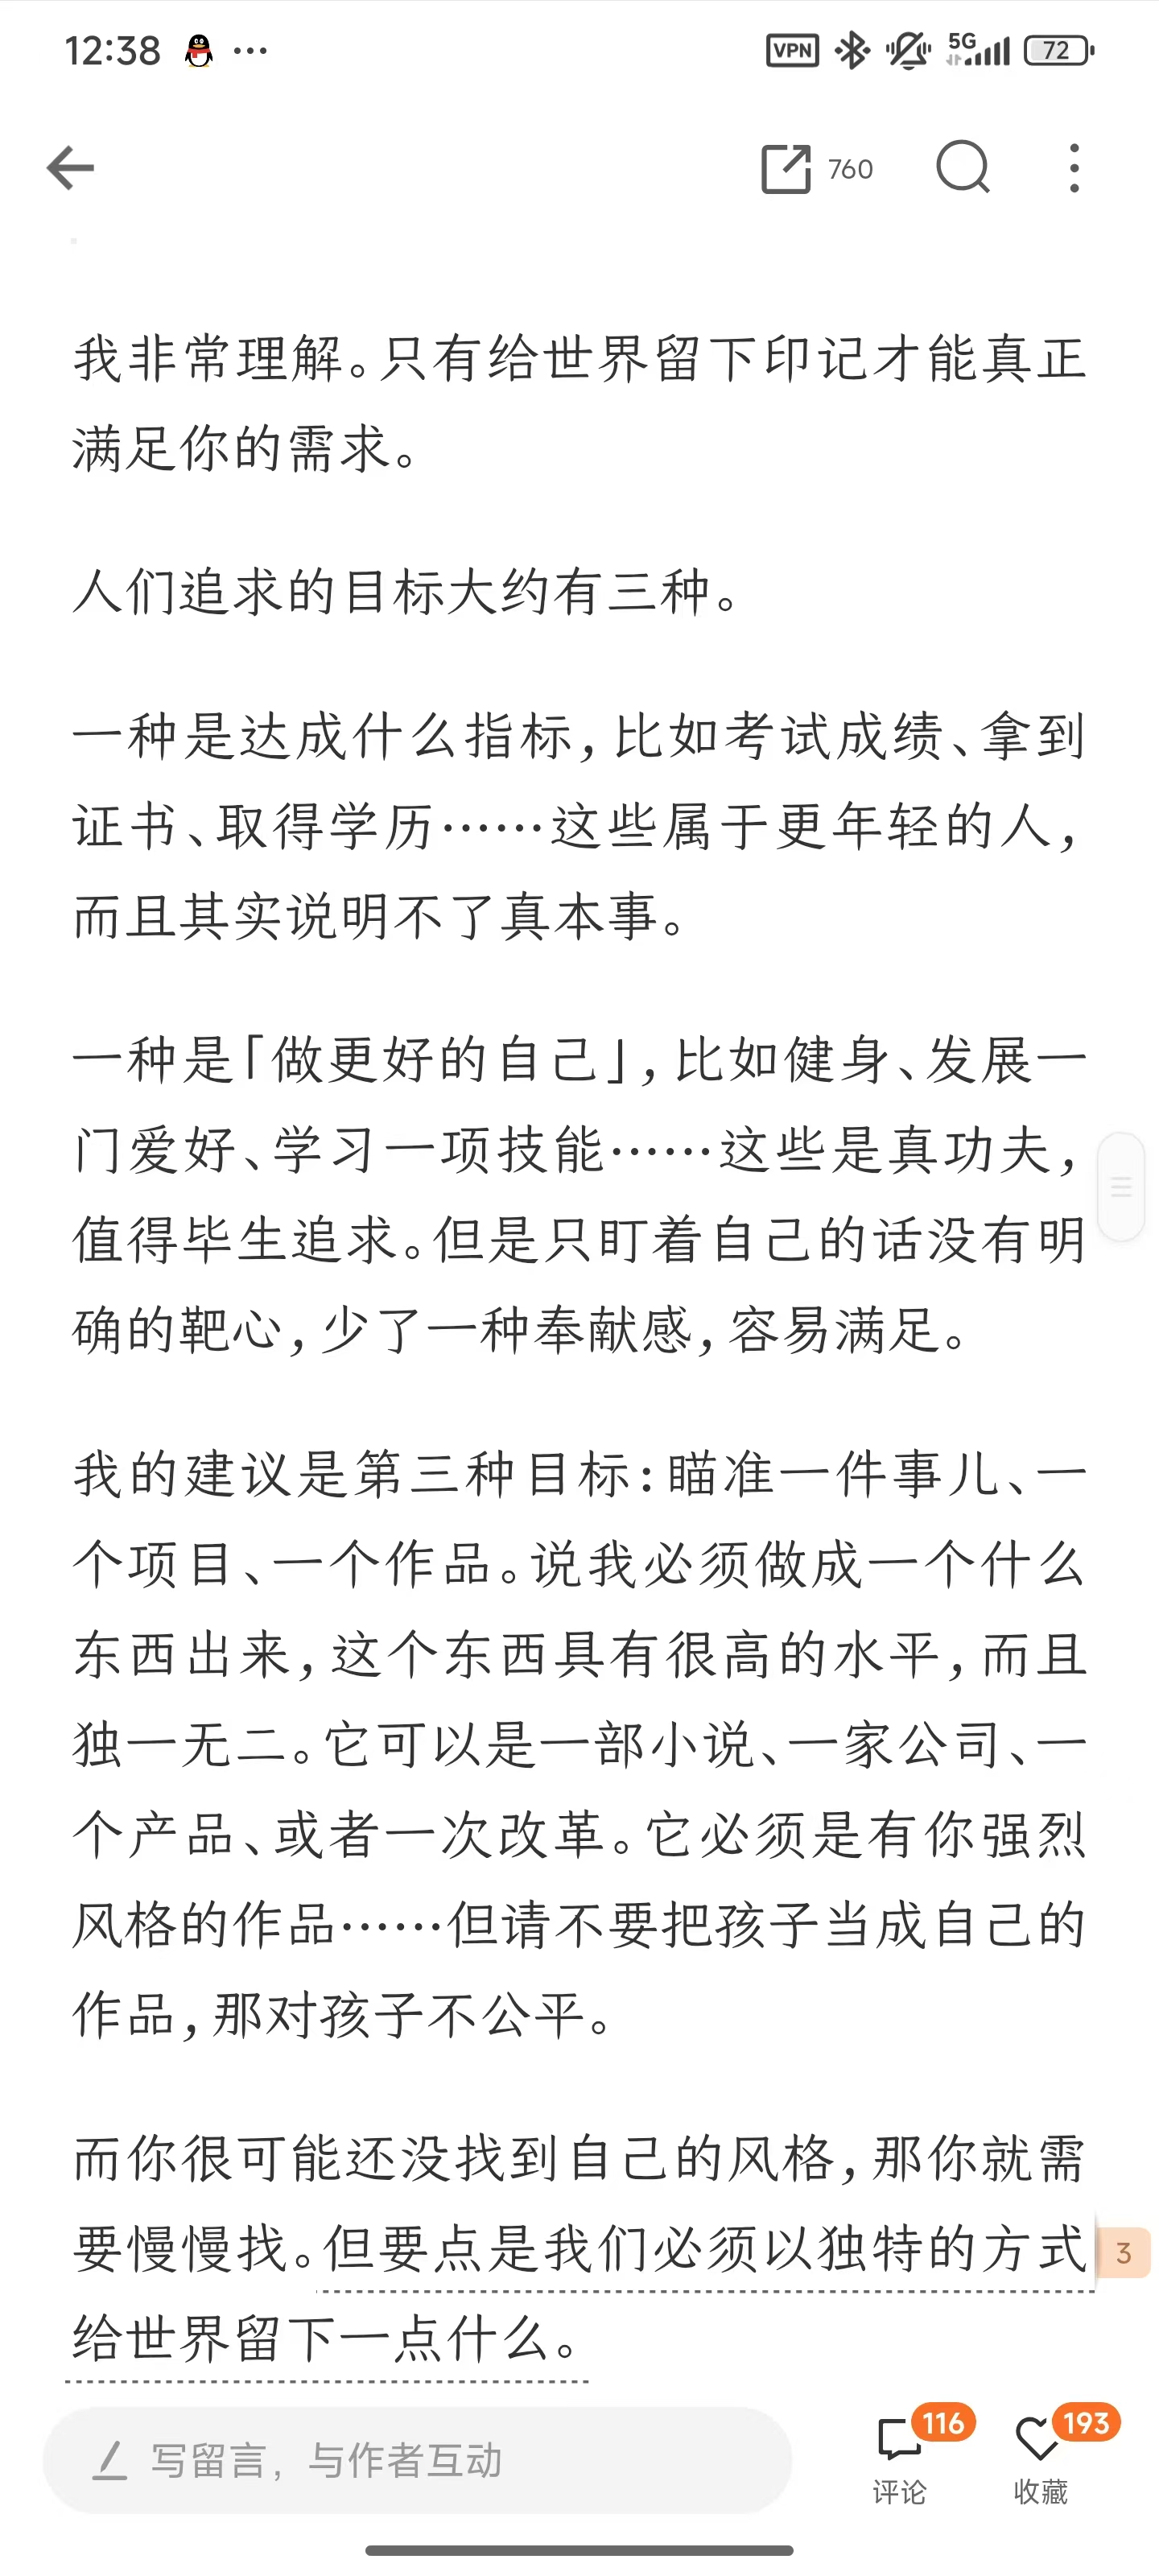 12:38 ... VPN 5G 72
760
我非常理解。只有给世界留下印记才能真正
满足你的需求。
人们追求的目标大约有三种。
一种是达成什么指标,比如考试成绩、拿到
证书、取得学历……这些属于更年轻的人,
而且其实说明不了真本事。
一种是「做更好的自己」,比如健身、发展一
门爱好、学习一项技能……这些是真功夫,
值得毕生追求。但是只盯着自己的话没有明
确的靶心,少了一种奉献感,容易满足。
我的建议是第三种目标:瞄准一件事儿、一
个项目、一个作品。说我必须做成一个什么
东西出来,这个东西具有很高的水平,而且
独一无二。它可以是一部小说、一家公司、一
个产品、或者一次改革。它必须是有你强烈
风格的作品……但请不要把孩子当成自己的
作品,那对孩子不公平。
而你很可能还没找到自己的风格,那你就需
要慢慢找。但要点是我们必须以独特的方式 3
给世界留下一点什么。
写留言，与作者互动
116 193
评论 收藏